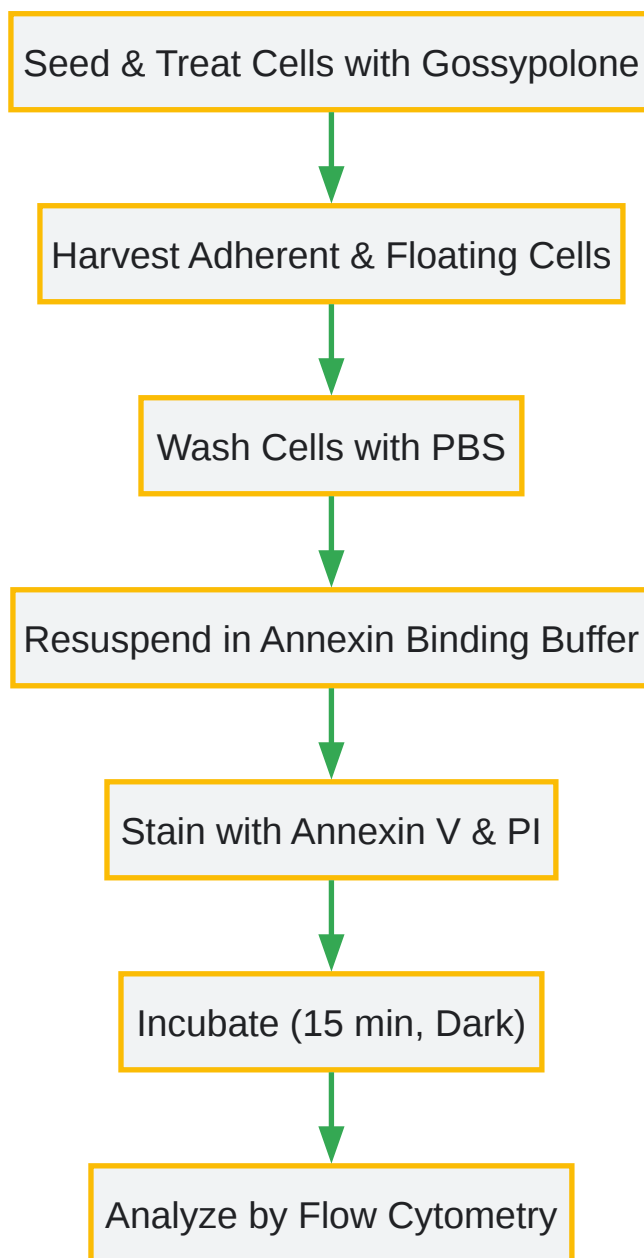 Seed & Treat Cells with Gossypolone
Harvest Adherent & Floating Cells
Wash Cells with PBS
Resuspend in Annexin Binding Buffer
Stain with Annexin V & PI
Incubate (15 min, Dark)
Analyze by Flow Cytometry